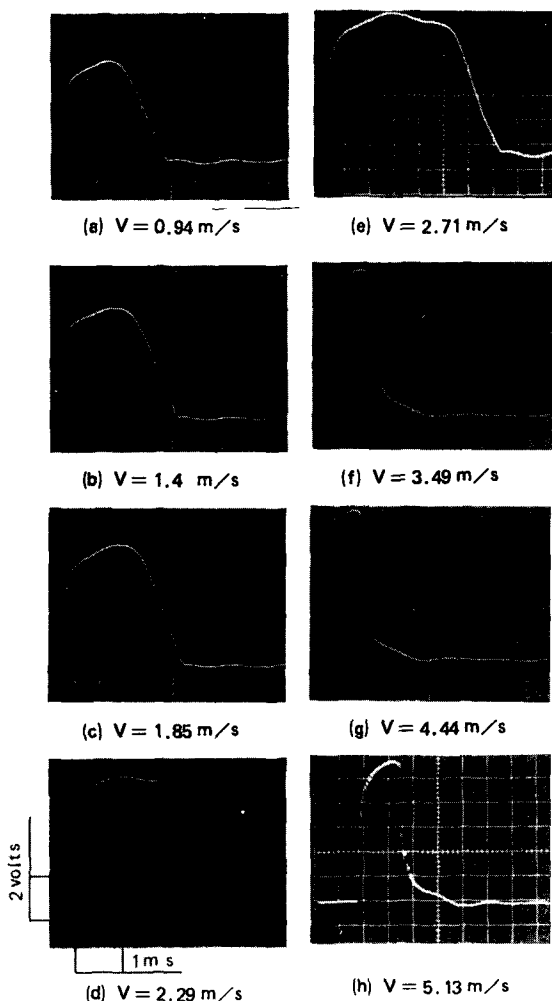 (a) V = 0.94 m/s
(e) V = 2.71 m/s
(b) V = 1.4 m/s
(f) V = 3.49 m/s
(c) V = 1.85 m/s
(g) V = 4.44 m/s
2 volts
1 m s
(d) V = 2.29 m/s
(h) V = 5.13 m/s